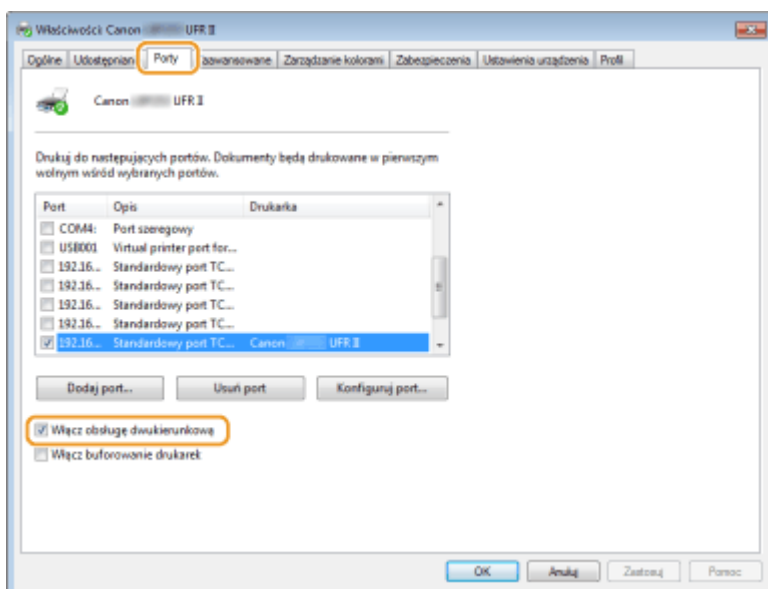 Właściwości: Canon UFR II
Ogólne Udostępnian Porty aawansowane Zarządzanie kolorami Zabezpieczenia Ustawienia urządzenia Profil
Canon UFR II
Drukuj do następujących portów. Dokumenty będą drukowane w pierwszym
wolnym wśród wybranych portów.
Port Opis Drukarka
COM4: Port szeregowy
USB001 Virtual printer port for...
192.16... Standardowy port TC...
192.16... Standardowy port TC...
192.16... Standardowy port TC...
192.16... Standardowy port TC...
192.16... Standardowy port TC... Canon UFR II
Dodaj port... Usuń port Konfiguruj port...
Włącz obsługę dwukierunkową
Włącz buforowanie drukarek
OK Anuluj Zastosuj Pomoc